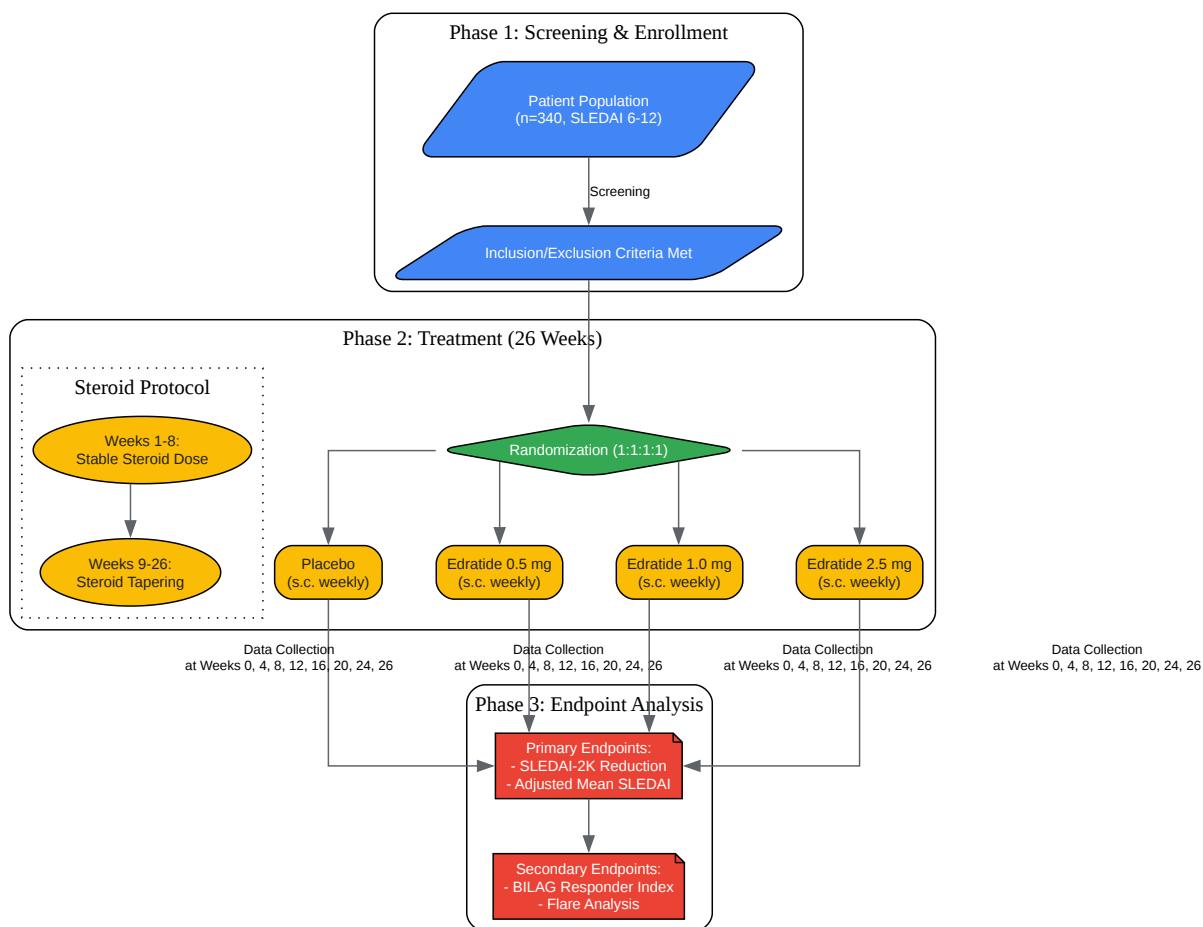 Phase 1: Screening & Enrollment
Patient Population
(n=340, SLEDAI 6-12)
Screening
Inclusion/Exclusion Criteria Met
Phase 2: Treatment (26 Weeks)
Steroid Protocol
Weeks 1-8:
Stable Steroid Dose
Weeks 9-26:
Steroid Tapering
Randomization (1:1:1:1)
Placebo
(s.c. weekly)
Edratide 0.5 mg
(s.c. weekly)
Edratide 1.0 mg
(s.c. weekly)
Edratide 2.5 mg
(s.c. weekly)
Data Collection
at Weeks 0, 4, 8, 12, 16, 20, 24, 26
Data Collection
at Weeks 0, 4, 8, 12, 16, 20, 24, 26
Data Collection
at Weeks 0, 4, 8, 12, 16, 20, 24, 26
Data Collection
at Weeks 0, 4, 8, 12, 16, 20, 24, 26
Phase 3: Endpoint Analysis
Primary Endpoints:
- SLEDAI-2K Reduction
- Adjusted Mean SLEDAI
Secondary Endpoints:
- BILAG Responder Index
- Flare Analysis